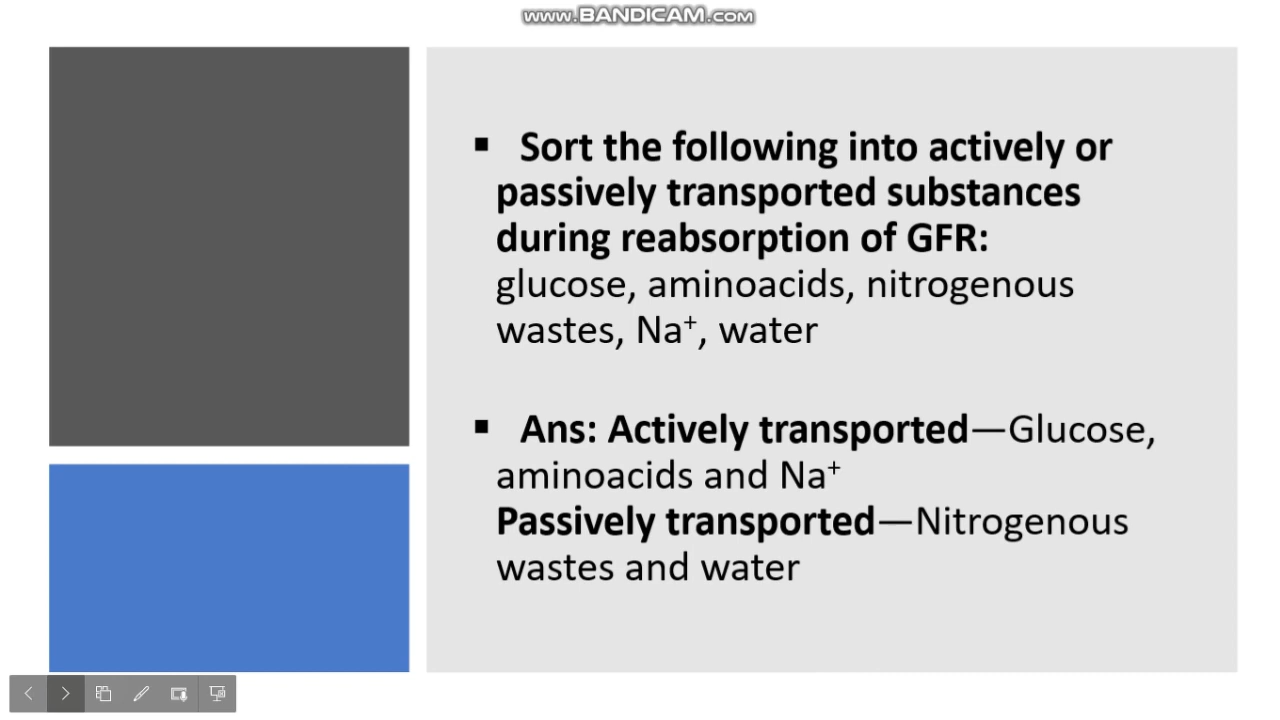 www.BANDICAM.com
▪ Sort the following into actively or
passively transported substances
during reabsorption of GFR:
glucose, aminoacids, nitrogenous
wastes, Na⁺, water
▪ Ans: Actively transported—Glucose,
aminoacids and Na⁺
Passively transported—Nitrogenous
wastes and water